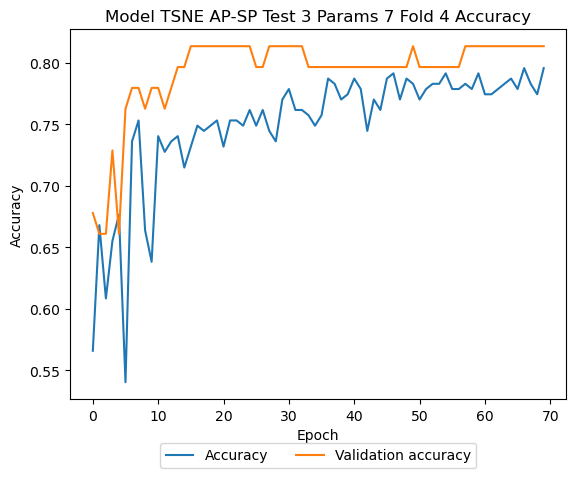 Model TSNE AP-SP Test 3 Params 7 Fold 4 Accuracy
0.80
0.75
0.70
0.65
0.60
0.55
Accuracy
0 10 20 30 40 50 60 70
Epoch
Accuracy Validation accuracy